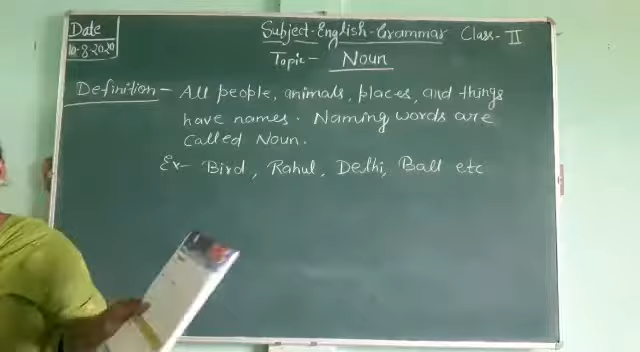 Date
10-8-2020
Subject-English-Grammar Class-II
Topic- Noun
Definition - All people, animals, places, and things
have names. Naming words are
called Noun.
Ex- Bird, Rahul, Delhi, Ball etc